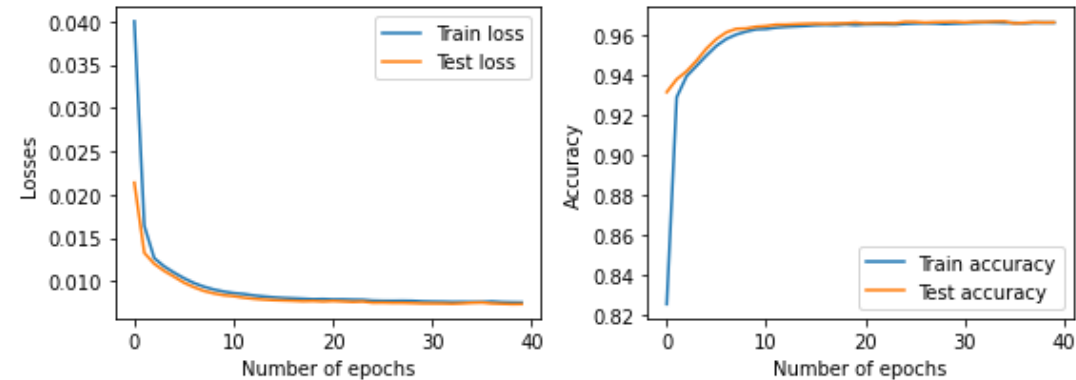 0.040
0.035
0.030
0.025
0.020
0.015
0.010
Losses
0 10 20 30 40
Number of epochs
Train loss
Test loss
0.96
0.94
0.92
0.90
0.88
0.86
0.84
0.82
Accuracy
0 10 20 30 40
Number of epochs
Train accuracy
Test accuracy